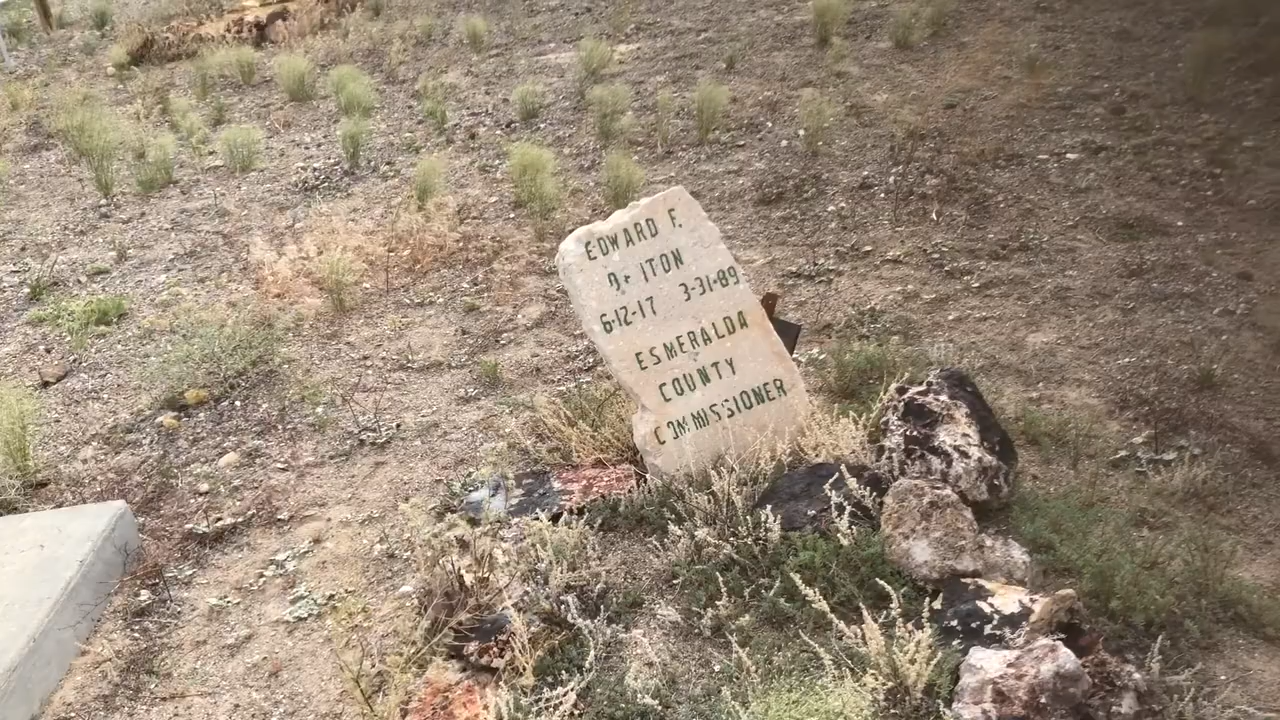 EDWARD F.
6-12-17 3-31-89
ESMERALDA
COUNTY
COMMISSIONER